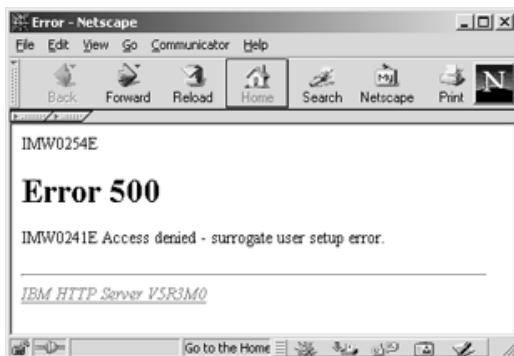 Error - Netscape
File Edit View Go Communicator Help
Back Forward Reload Home Search Netscape Print
My
N
IMW0254E
Error 500
IMW0241E Access denied - surrogate user setup error.
IBM HTTP Server V5R3M0
Go to the Home